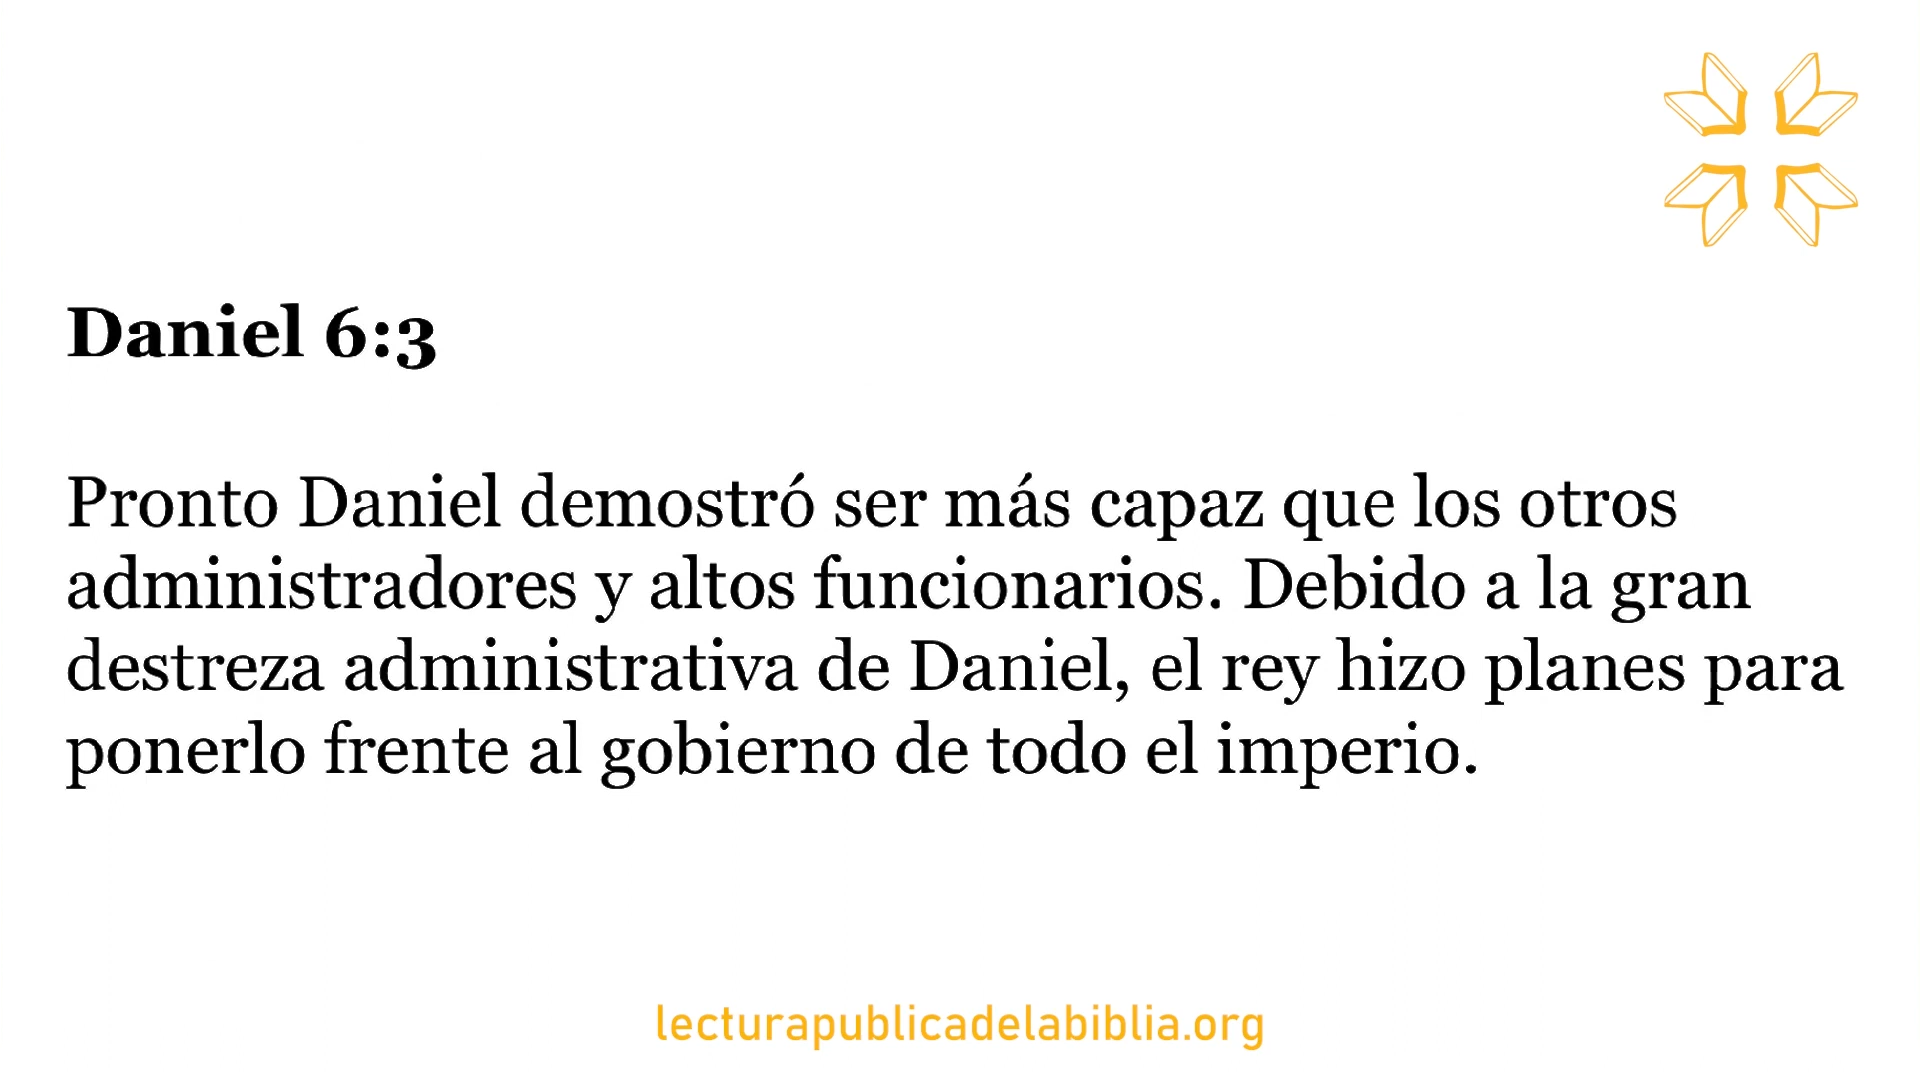 Daniel 6:3
Pronto Daniel demostró ser más capaz que los otros
administradores y altos funcionarios. Debido a la gran
destreza administrativa de Daniel, el rey hizo planes para
ponerlo frente al gobierno de todo el imperio.
lecturapublicadelabiblia.org